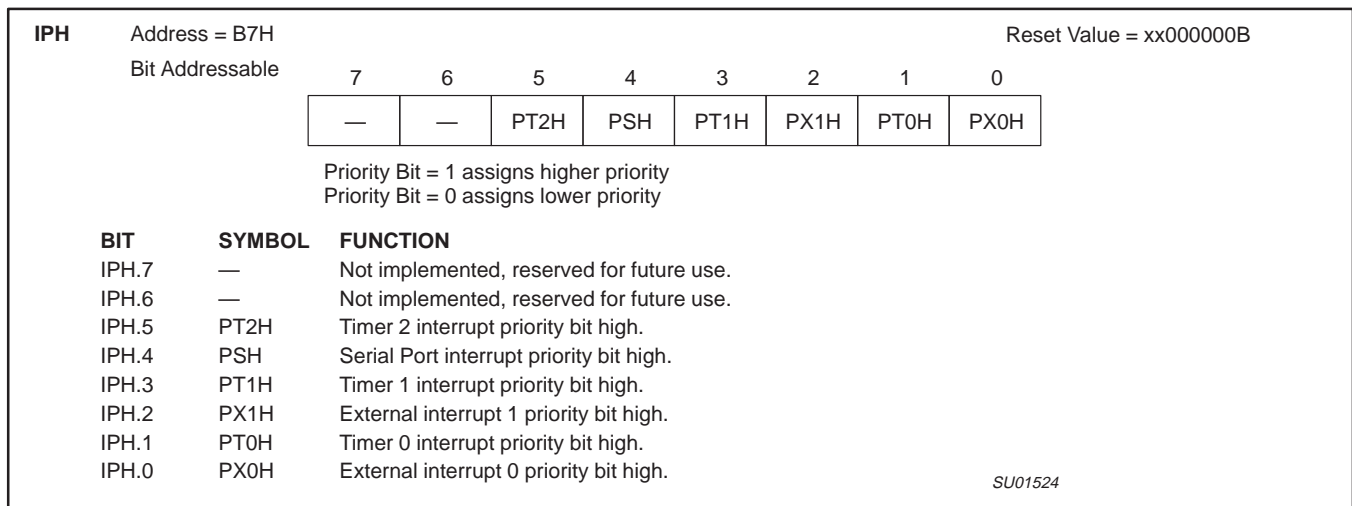 IPH Address = B7H Reset Value = xx000000B
Bit Addressable
7 6 5 4 3 2 1 0
— — PT2H PSH PT1H PX1H PT0H PX0H
Priority Bit = 1 assigns higher priority
Priority Bit = 0 assigns lower priority
BIT SYMBOL FUNCTION
IPH.7 — Not implemented, reserved for future use.
IPH.6 — Not implemented, reserved for future use.
IPH.5 PT2H Timer 2 interrupt priority bit high.
IPH.4 PSH Serial Port interrupt priority bit high.
IPH.3 PT1H Timer 1 interrupt priority bit high.
IPH.2 PX1H External interrupt 1 priority bit high.
IPH.1 PT0H Timer 0 interrupt priority bit high.
IPH.0 PX0H External interrupt 0 priority bit high.
SU01524